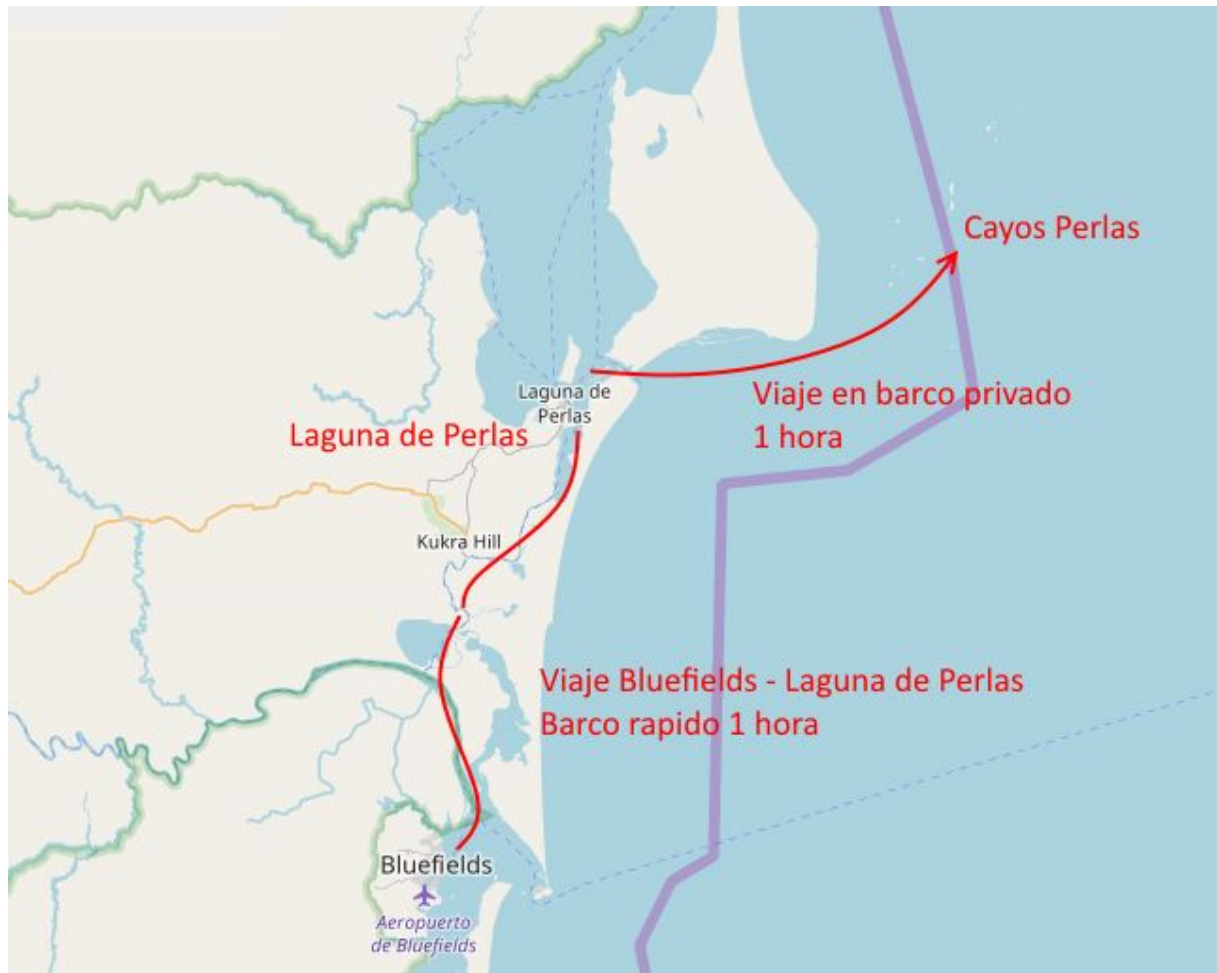 Cayos Perlas
Laguna de
Perlas
Viaje en barco privado
1 hora
Laguna de Perlas
Kukra Hill
Viaje Bluefields - Laguna de Perlas
Barco rapido 1 hora
Bluefields
Aeropuerto
de Bluefields